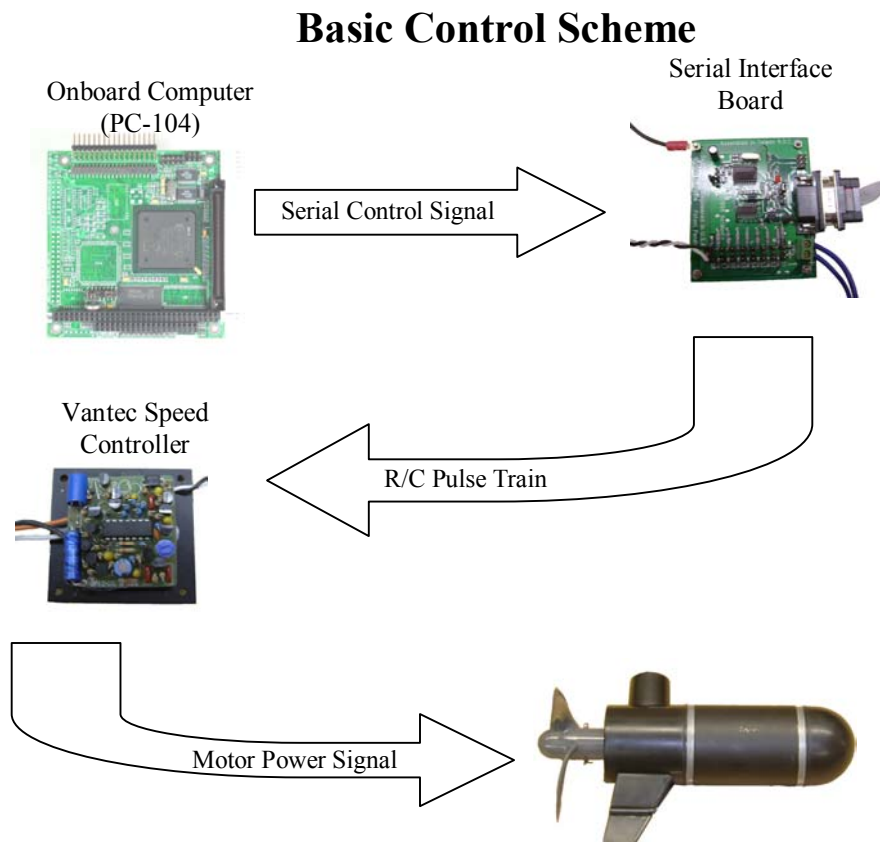 Basic Control Scheme
Onboard Computer
(PC-104)
Serial Interface
Board
Serial Control Signal
R/C Pulse Train
Vantec Speed
Controller
Motor Power Signal